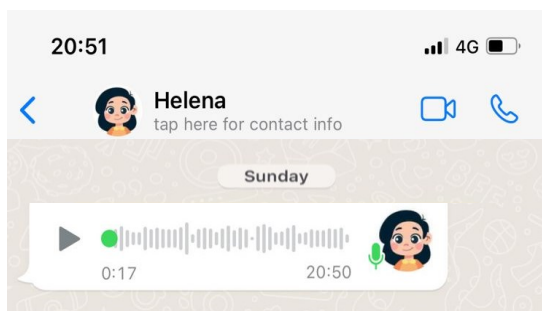 20:51 4G
Helena
tap here for contact info
Sunday
0:17 20:50